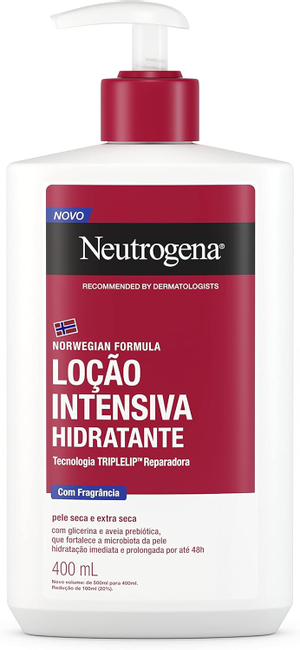 NOVO
Neutrogena®
RECOMMENDED BY DERMATOLOGISTS
NORWEGIAN FORMULA
LOÇÃO
INTENSIVA
HIDRATANTE
Tecnologia TRIPLELIP™ Reparadora
Com Fragrância
pele seca e extra seca
com glicerina e aveia prebiótica,
que fortalece a microbiota da pele
hidratação imediata e prolongada por até 48h
400 mL
Novo volume: de 500ml para 400ml.
Redução de 100ml (20%).